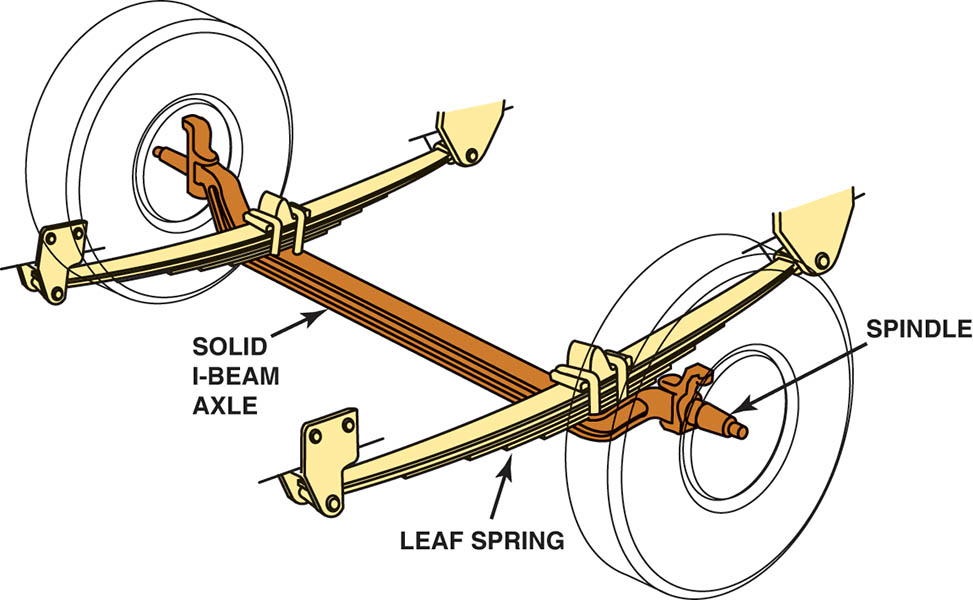 SOLID
I-BEAM
AXLE
SPINDLE
LEAF SPRING